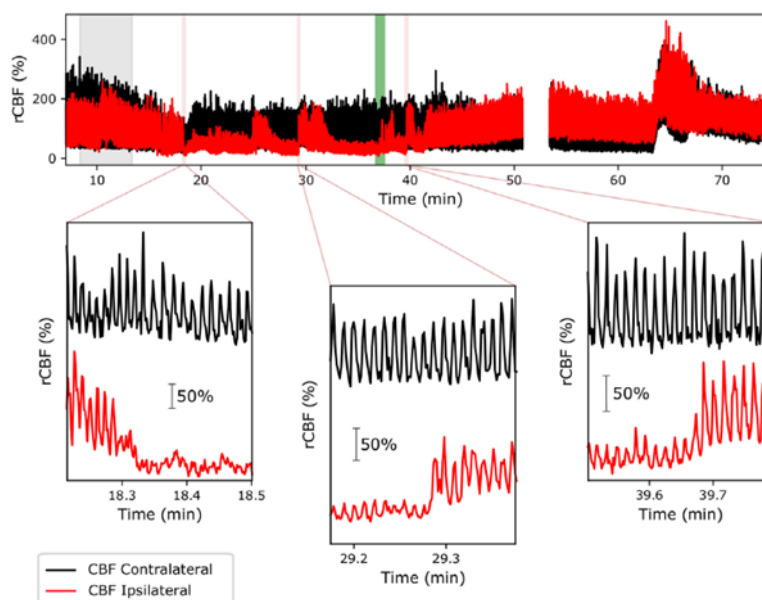 rCBF (%)
400
200
0
10 20 30 40 50 60 70
Time (min)
rCBF (%)
50%
18.3 18.4 18.5
Time (min)
rCBF (%)
50%
29.2 29.3
Time (min)
rCBF (%)
50%
39.6 39.7
Time (min)
CBF Contralateral
CBF Ipsilateral